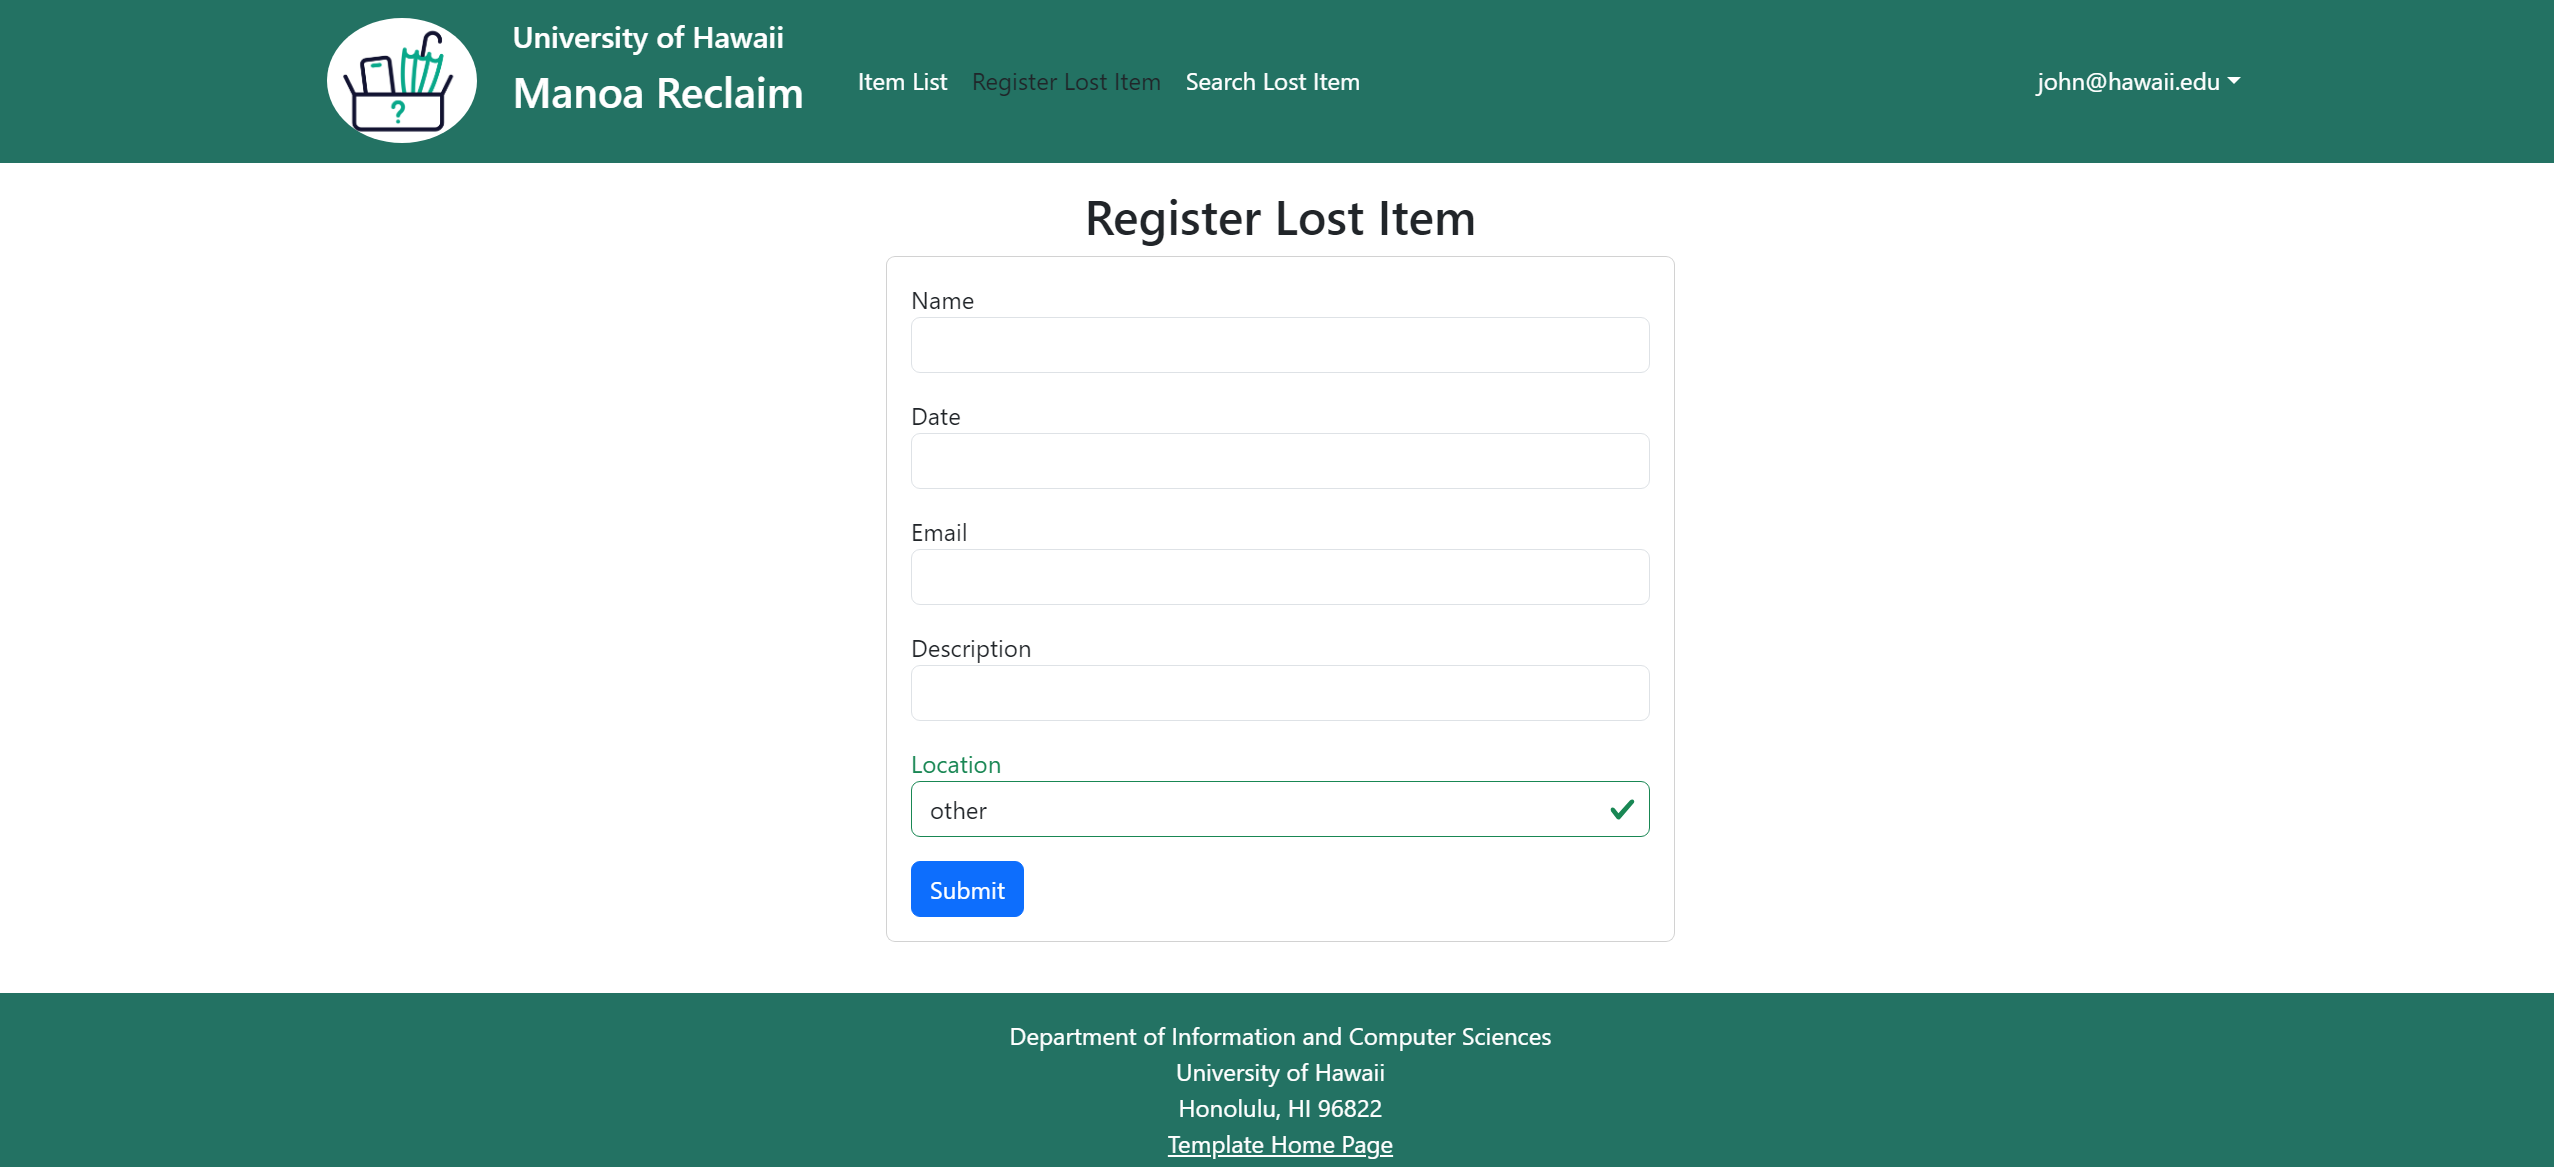 University of Hawaii
Manoa Reclaim
Item List Register Lost Item Search Lost Item
john@hawaii.edu
?
Register Lost Item
Name
Date
Email
Description
Location
other
Submit
Department of Information and Computer Sciences
University of Hawaii
Honolulu, HI 96822
Template Home Page